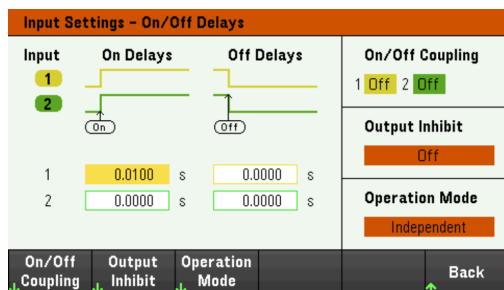 Input Settings - On/Off Delays
Input On Delays Off Delays
1
2
On Off
1 0.0100 s 0.0000 s
2 0.0000 s 0.0000 s
On/Off Coupling
1 Off 2 Off
Output Inhibit
Off
Operation Mode
Independent
On/Off Coupling
Output Inhibit
Operation Mode
Back